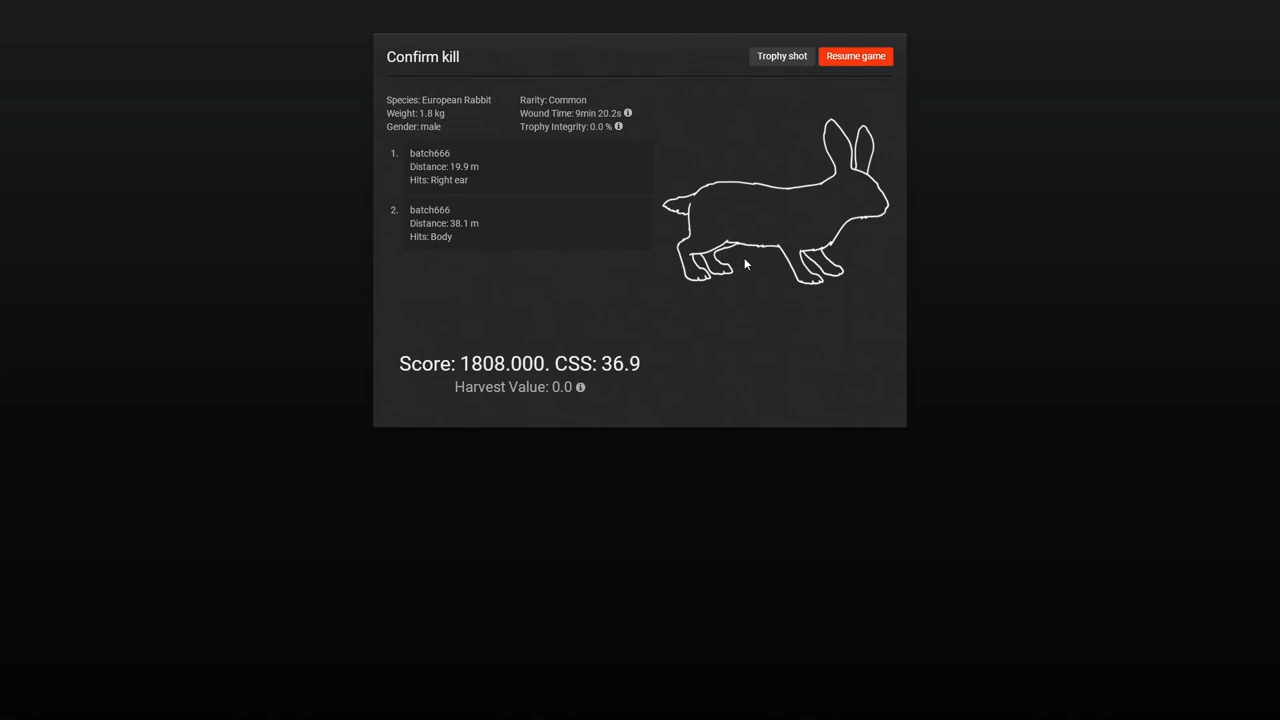 Confirm kill
Trophy shot
Resume game
Species: European Rabbit
Weight: 1.8 kg
Gender: male
Rarity: Common
Wound Time: 9min 20.2s
Trophy Integrity: 0.0 %
1. batch666
Distance: 19.9 m
Hits: Right ear
2. batch666
Distance: 38.1 m
Hits: Body
Score: 1808.000. CSS: 36.9
Harvest Value: 0.0